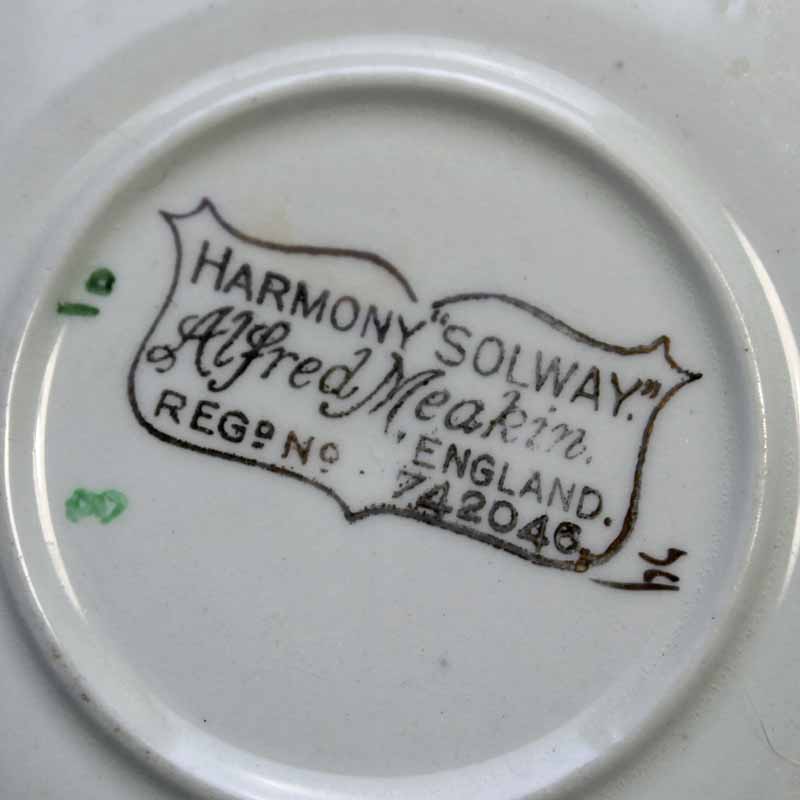 HARMONY "SOLWAY."
Alfred Meakin.
ENGLAND.
REGD No 742046.